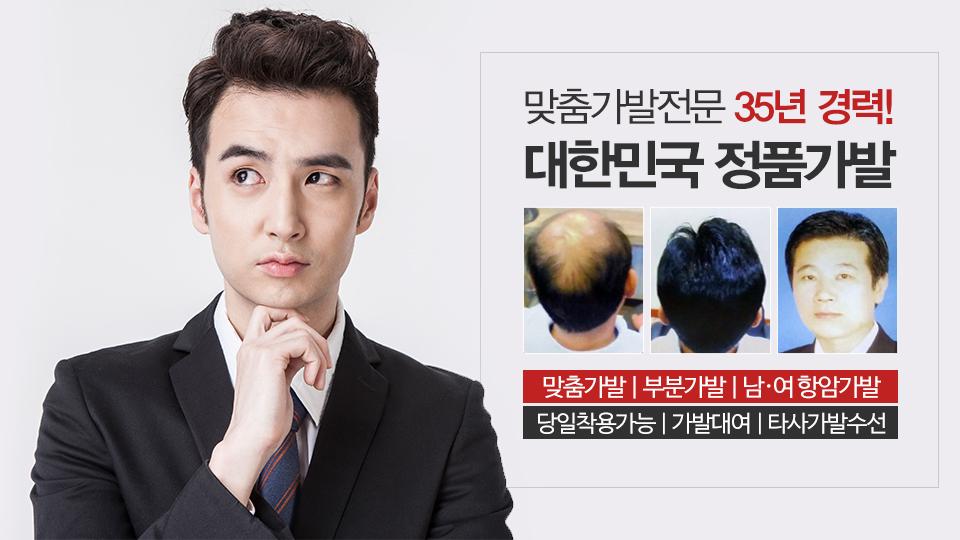 맞춤가발전문 35년 경력!
대한민국 정품가발
맞춤가발 | 부분가발 | 남·여 항암가발
당일착용가능 | 가발대여 | 타사가발수선